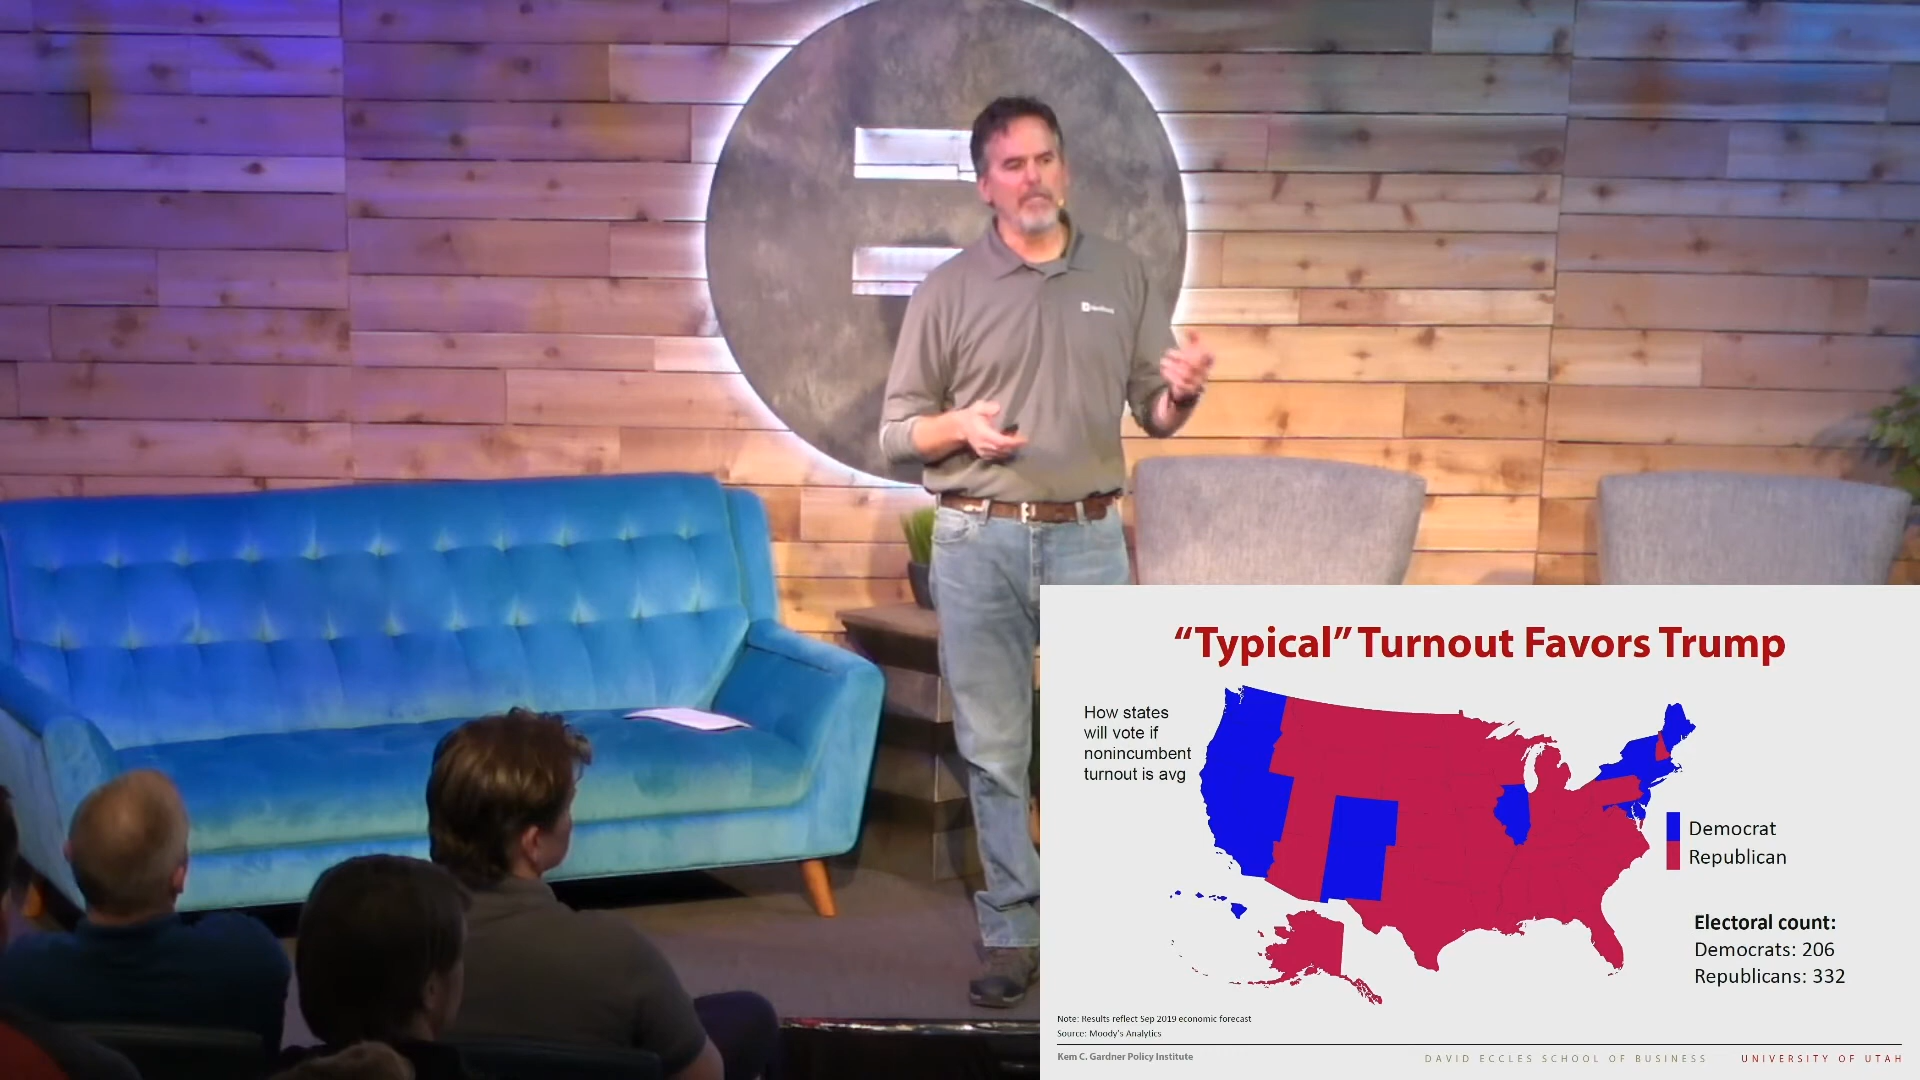 “Typical” Turnout Favors Trump
How states
will vote if
nonincumbent
turnout is avg
Democrat
Republican
Electoral count:
Democrats: 206
Republicans: 332
Note: Results reflect Sep 2019 economic forecast
Source: Moody's Analytics
Kem C. Gardner Policy Institute
DAVID ECCLES SCHOOL OF BUSINESS
UNIVERSITY OF UTAH